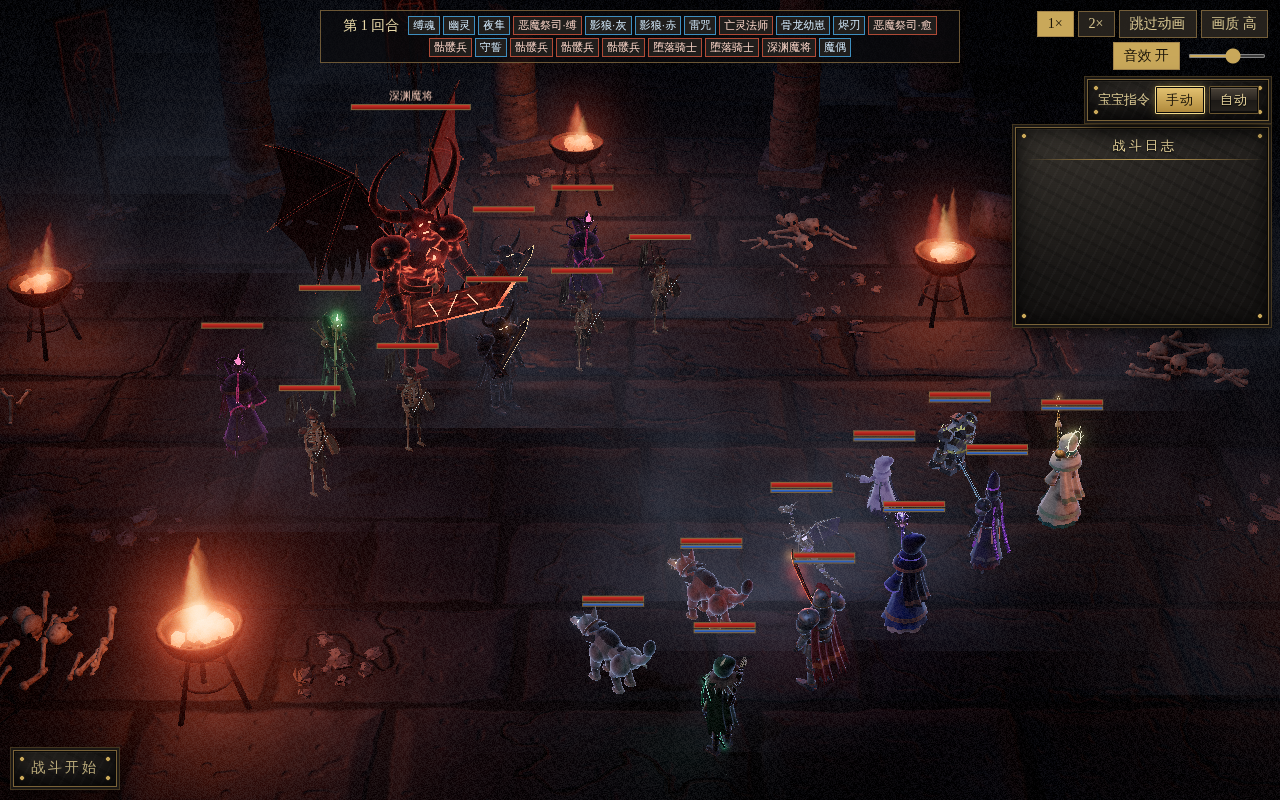 第 1 回合 缚魂 幽灵 夜隼 恶魔祭司·缚 影狼·灰 影狼·赤 雷咒 亡灵法师 骨龙幼崽 烬刃 恶魔祭司·愈
骷髅兵 守誓 骷髅兵 骷髅兵 骷髅兵 堕落骑士 堕落骑士 深渊魔将 魔偶
1× 2× 跳过动画 画质 高
音效 开
宝宝指令 手动 自动
深渊魔将
战斗日志
战斗开始